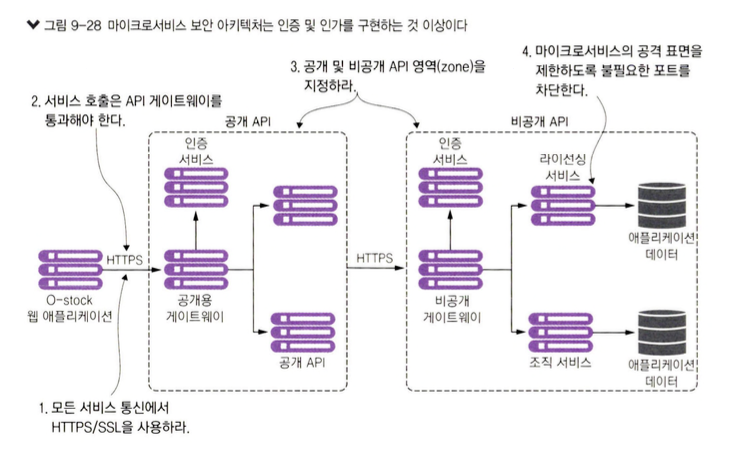 그림 9-28 마이크로서비스 보안 아키텍처는 인증 및 인가를 구현하는 것 이상이다
4. 마이크로서비스의 공격 표면을
제한하도록 불필요한 포트를
차단한다.
3. 공개 및 비공개 API 영역(zone)을
지정하라.
2. 서비스 호출은 API 게이트웨이를
통과해야 한다.
공개 API
비공개 API
인증
서비스
인증
서비스
라이선싱
서비스
애플리케이션
데이터
HTTPS
HTTPS
O-stock
웹 애플리케이션
공개용
게이트웨이
비공개
게이트웨이
공개 API
조직 서비스
애플리케이션
데이터
1. 모든 서비스 통신에서
HTTPS/SSL을 사용하라.